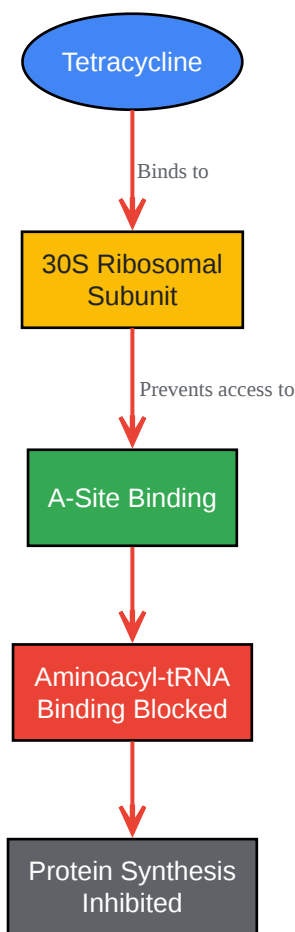 Tetracycline
Binds to
30S Ribosomal
Subunit
Prevents access to
A-Site Binding
Aminoacyl-tRNA
Binding Blocked
Protein Synthesis
Inhibited